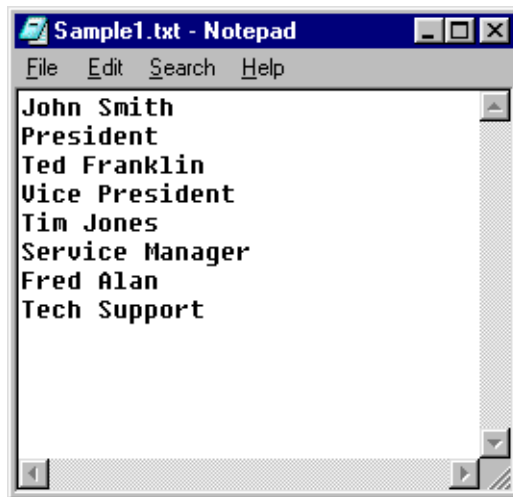 Sample1.txt - Notepad
File Edit Search Help
John Smith
President
Ted Franklin
Vice President
Tim Jones
Service Manager
Fred Alan
Tech Support